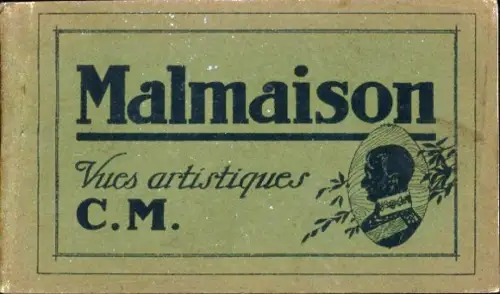 Malmaison
Vues artistiques
C.M.